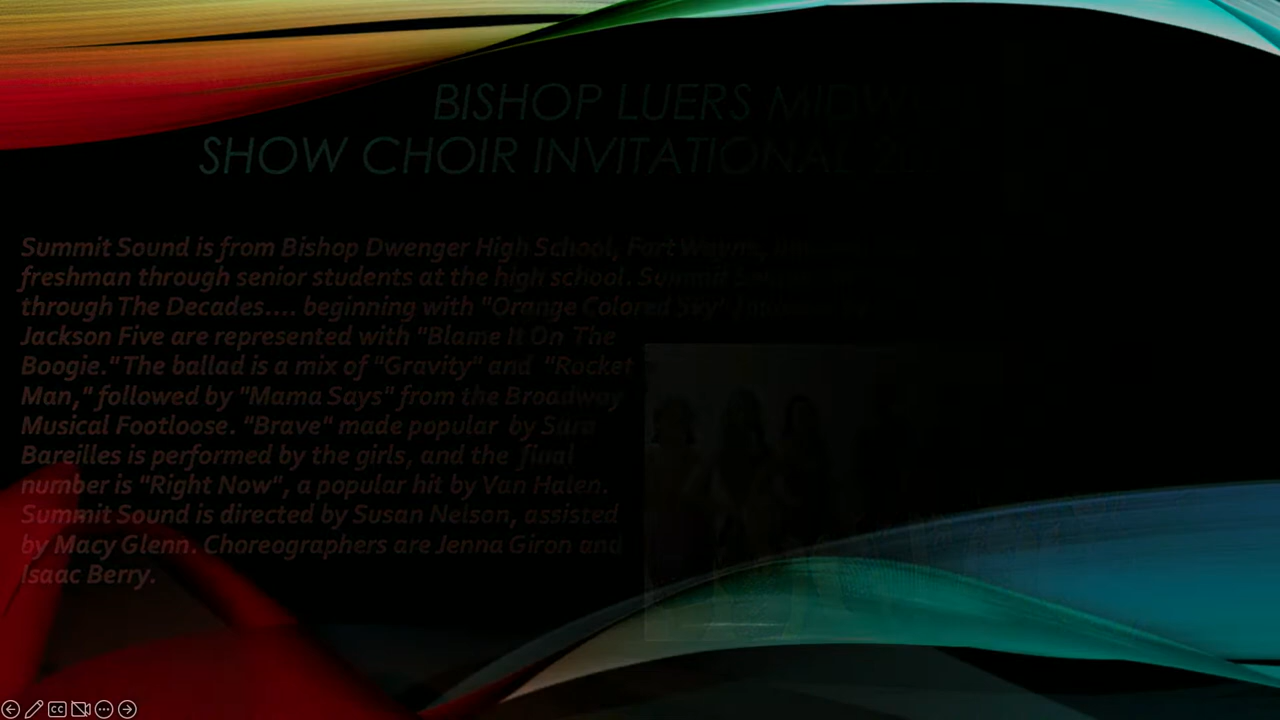 BISHOP LUERS
SHOW CHOIR INVITATIONAL
Summit Sound is from Bishop Dwenger High School, Fort Wayne,
freshman through senior students at the high school. Summit
through The Decades.... beginning with "Orange Colored Sky".
Jackson Five are represented with "Blame It On The
Boogie." The ballad is a mix of "Gravity" and "Rocket
Man," followed by "Mama Says" from the Broadway
Musical Footloose. "Brave" made popular by Sara
Bareilles is performed by the girls, and the final
number is "Right Now", a popular hit by Van Halen.
Summit Sound is directed by Susan Nelson, assisted
by Macy Glenn. Choreographers are Jenna Giron and
Isaac Berry.
CC